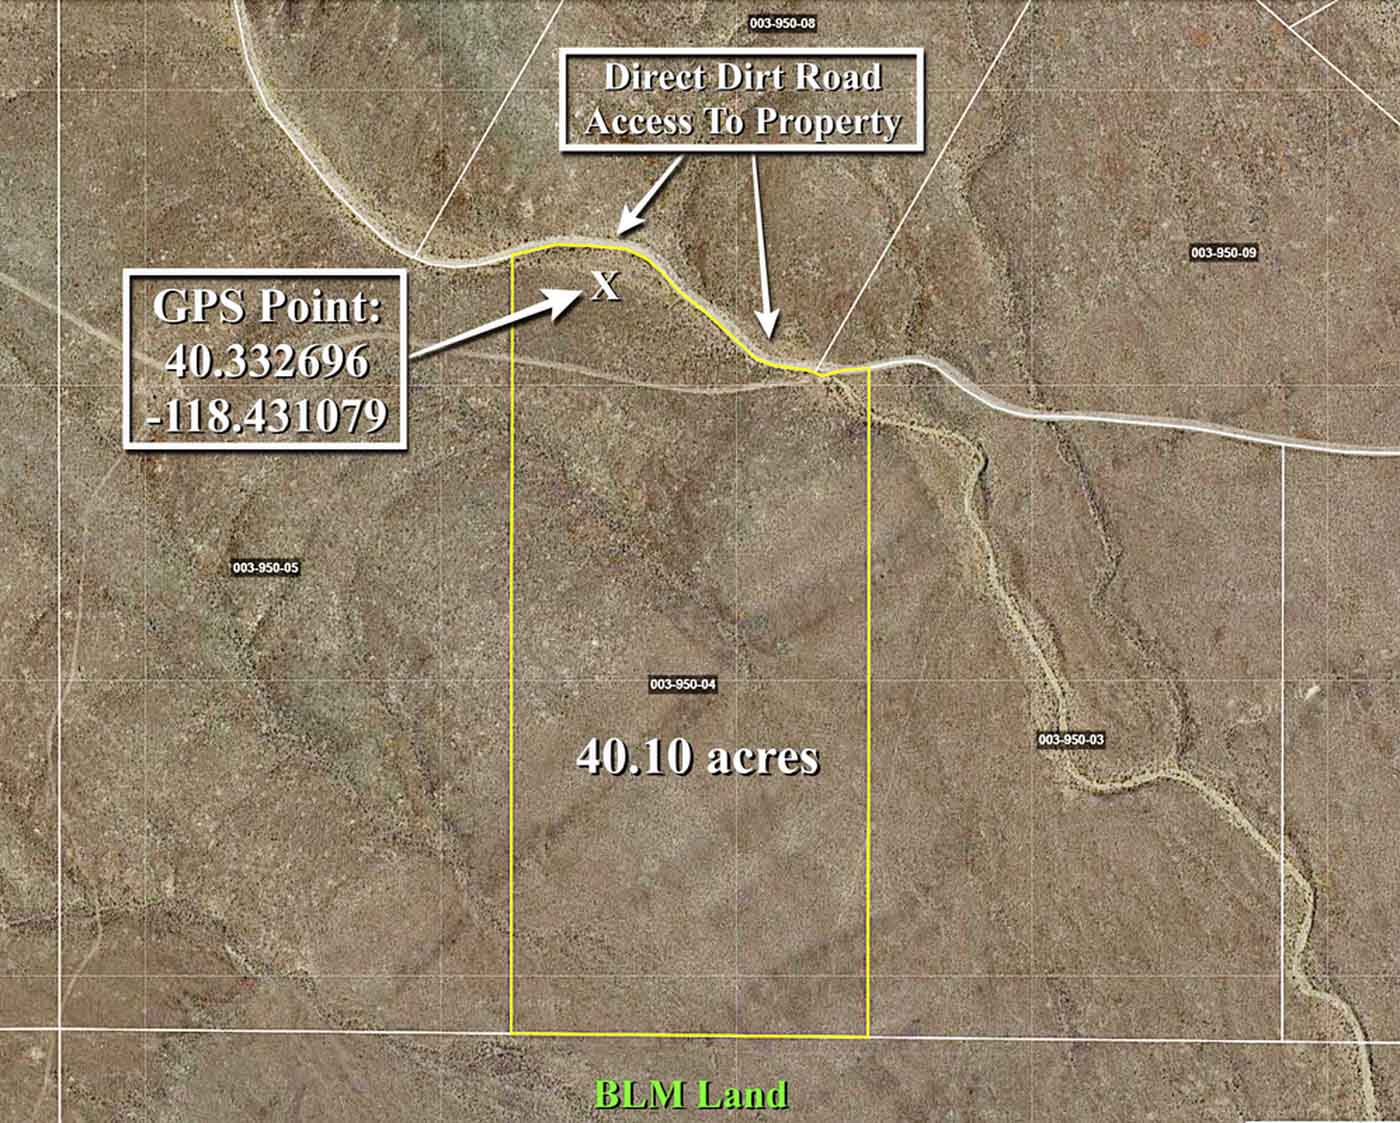 003-950-08
Direct Dirt Road
Access To Property
003-950-09
X
GPS Point:
40.332696
-118.431079
003-950-05
003-950-04
40.10 acres
003-950-03
BLM Land